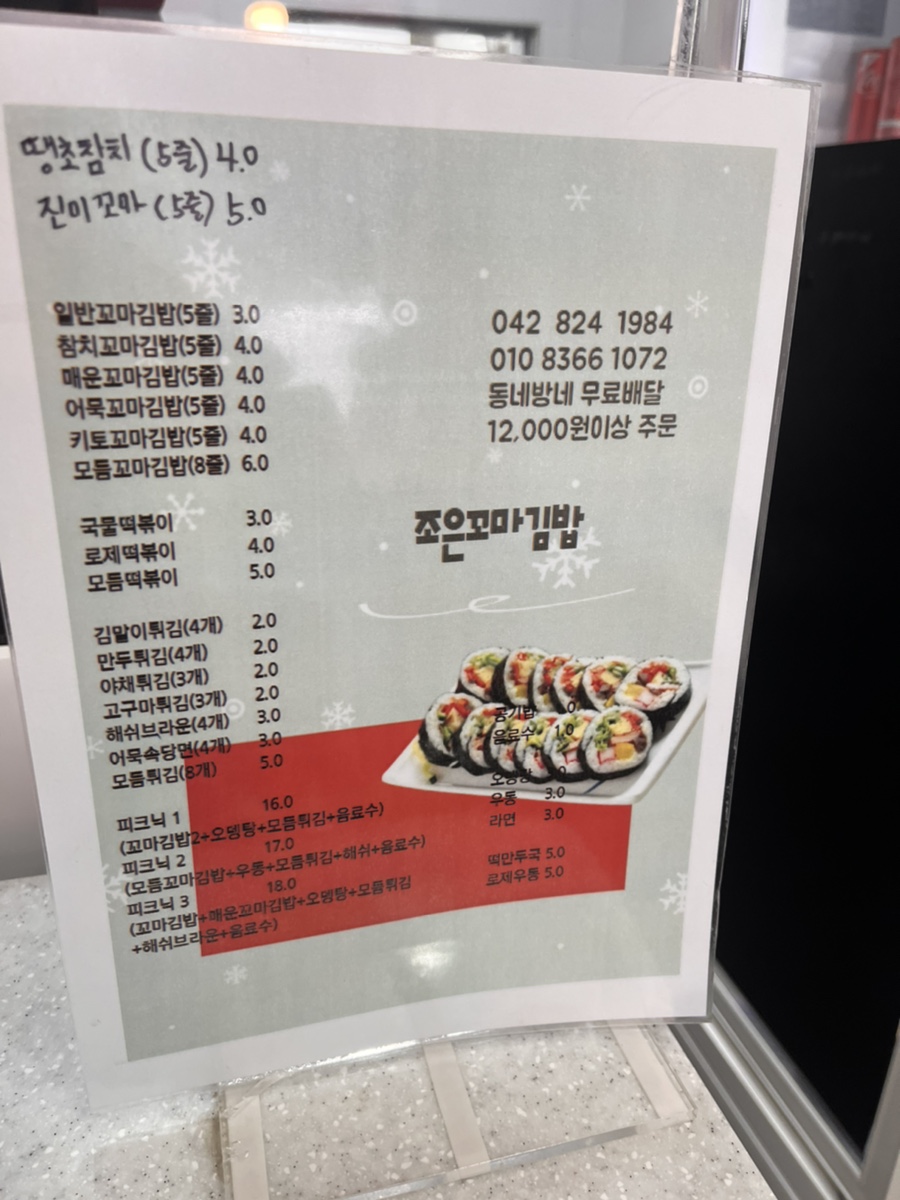 땡초참치 (5줄) 4.0
진미꼬마 (5줄) 5.0
일반꼬마김밥(5줄) 3.0
참치꼬마김밥(5줄) 4.0
매운꼬마김밥(5줄) 4.0
어묵꼬마김밥(5줄) 4.0
키토꼬마김밥(5줄) 4.0
모듬꼬마김밥(8줄) 6.0
국물떡볶이 3.0
로제떡볶이 4.0
모듬떡볶이 5.0
김말이튀김(4개) 2.0
만두튀김(4개) 2.0
야채튀김(3개) 2.0
고구마튀김(3개) 2.0
해쉬브라운(4개) 3.0
어묵속당면(4개) 3.0
모듬튀김(8개) 5.0
피크닉 1 16.0
(꼬마김밥2+오뎅탕+모듬튀김+음료수)
피크닉 2 17.0
(모듬꼬마김밥+우동+모듬튀김+해쉬+음료수)
피크닉 3 18.0
(꼬마김밥+매운꼬마김밥+오뎅탕+모듬튀김
+해쉬브라운+음료수)
042 824 1984
010 8366 1072
동네방네 무료배달
12,000원이상 주문
조은꼬마김밥
공기밥
음료수 1.0
오뎅탕
우동 3.0
라면 3.0
떡만두국 5.0
로제우동 5.0